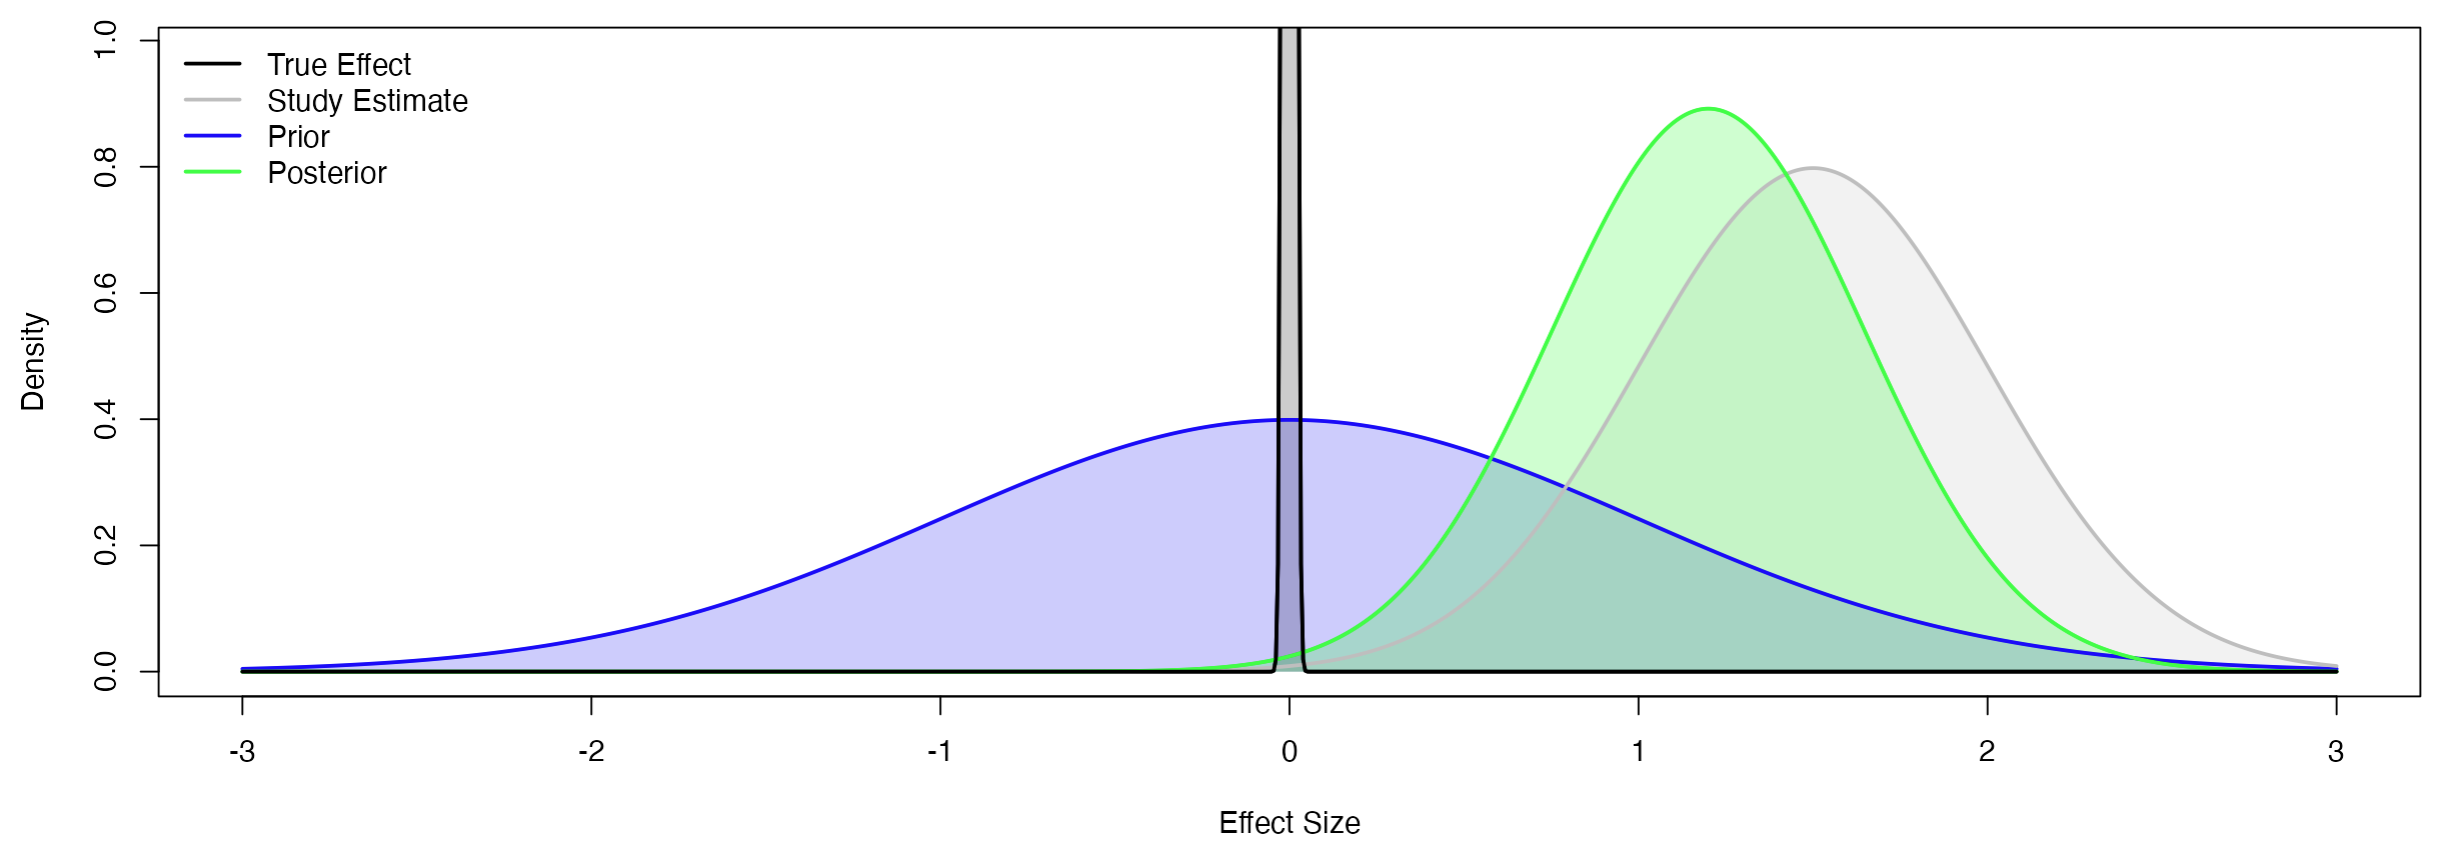 True Effect
Study Estimate
Prior
Posterior
Density
1.0
0.8
0.6
0.4
0.2
0.0
-3 -2 -1 0 1 2 3
Effect Size